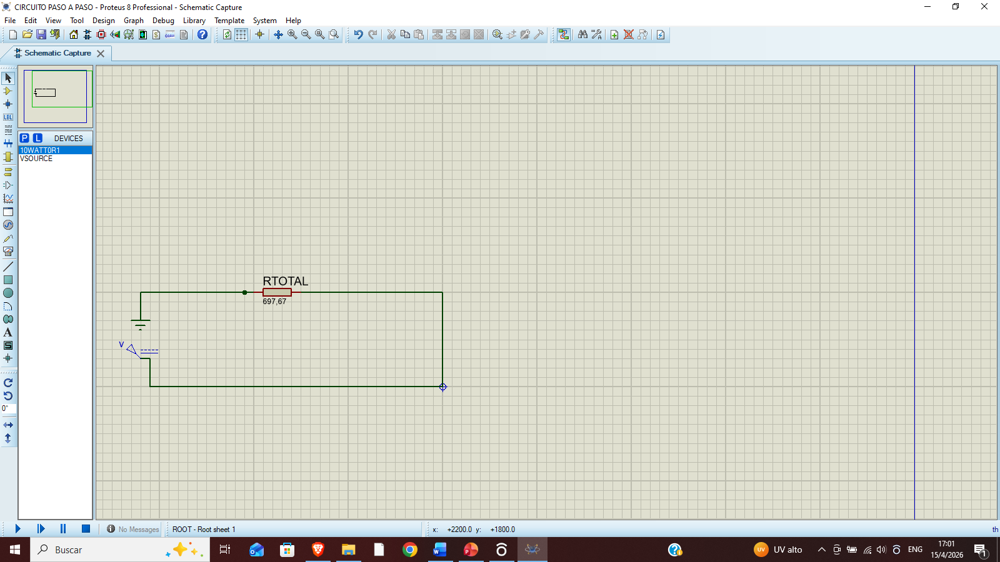 CIRCUITO PASO A PASO - Proteus 8 Professional - Schematic Capture
File Edit View Tool Design Graph Debug Library Template System Help
Schematic Capture
LBL
P L DEVICES
10WATT0R1
VSOURCE
RTOTAL
697,67
V
A
S
0°
No Messages
ROOT - Root sheet 1
x: +2200.0 y: +1800.0
th
Buscar
UV
UV alto
ENG
17:01
15/4/2026
1